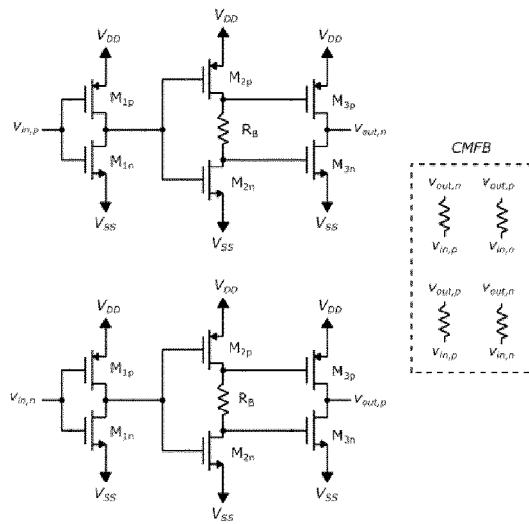 V_DD
V_DD
V_DD
M_1p
M_2p
M_3p
v_in,p
R_B
v_out,n
M_1n
M_2n
M_3n
V_SS
V_SS
V_SS
CMFB
v_out,n v_out,p
v_in,p v_in,n
v_out,p v_out,n
v_in,p v_in,n
V_DD
V_DD
V_DD
M_1p
M_2p
M_3p
v_in,n
R_B
v_out,p
M_1n
M_2n
M_3n
V_SS
V_SS
V_SS